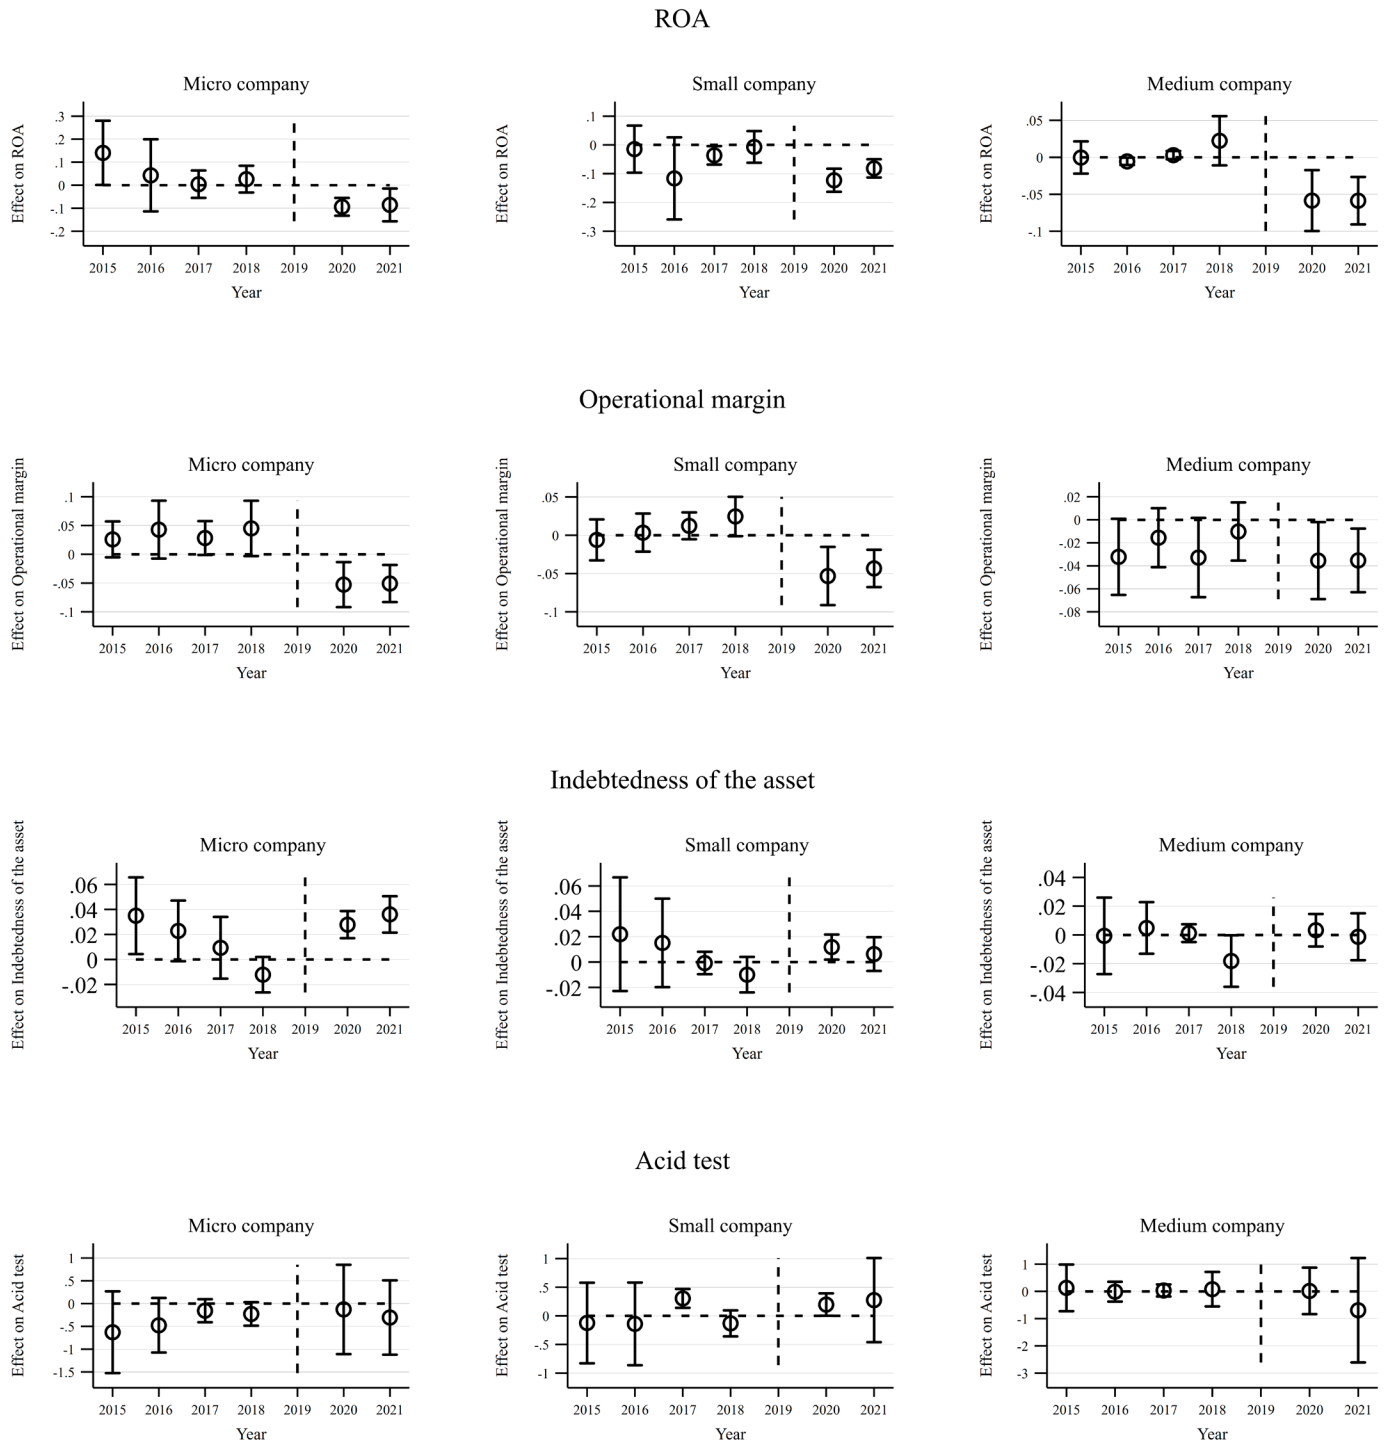 ROA
Micro company
Effect on ROA
.3
.2
.1
0
-.1
-.2
2015 2016 2017 2018 2019 2020 2021
Year
Small company
Effect on ROA
.1
0
-.1
-.2
-.3
2015 2016 2017 2018 2019 2020 2021
Year
Medium company
Effect on ROA
.05
0
-.05
-.1
2015 2016 2017 2018 2019 2020 2021
Year
Operational margin
Micro company
Effect on Operational margin
.1
.05
0
-.05
-.1
2015 2016 2017 2018 2019 2020 2021
Year
Small company
Effect on Operational margin
.05
0
-.05
-.1
2015 2016 2017 2018 2019 2020 2021
Year
Medium company
Effect on Operational margin
.02
0
-.02
-.04
-.06
-.08
2015 2016 2017 2018 2019 2020 2021
Year
Indebtedness of the asset
Micro company
Effect on Indebtedness of the asset
.06
.04
.02
0
-.02
2015 2016 2017 2018 2019 2020 2021
Year
Small company
Effect on Indebtedness of the asset
.06
.04
.02
0
-.02
2015 2016 2017 2018 2019 2020 2021
Year
Medium company
Effect on Indebtedness of the asset
.04
.02
0
-.02
-.04
2015 2016 2017 2018 2019 2020 2021
Year
Acid test
Micro company
Effect on Acid test
1
.5
0
-.5
-1
-1.5
2015 2016 2017 2018 2019 2020 2021
Year
Small company
Effect on Acid test
1
.5
0
-.5
-1
2015 2016 2017 2018 2019 2020 2021
Year
Medium company
Effect on Acid test
1
0
-1
-2
-3
2015 2016 2017 2018 2019 2020 2021
Year